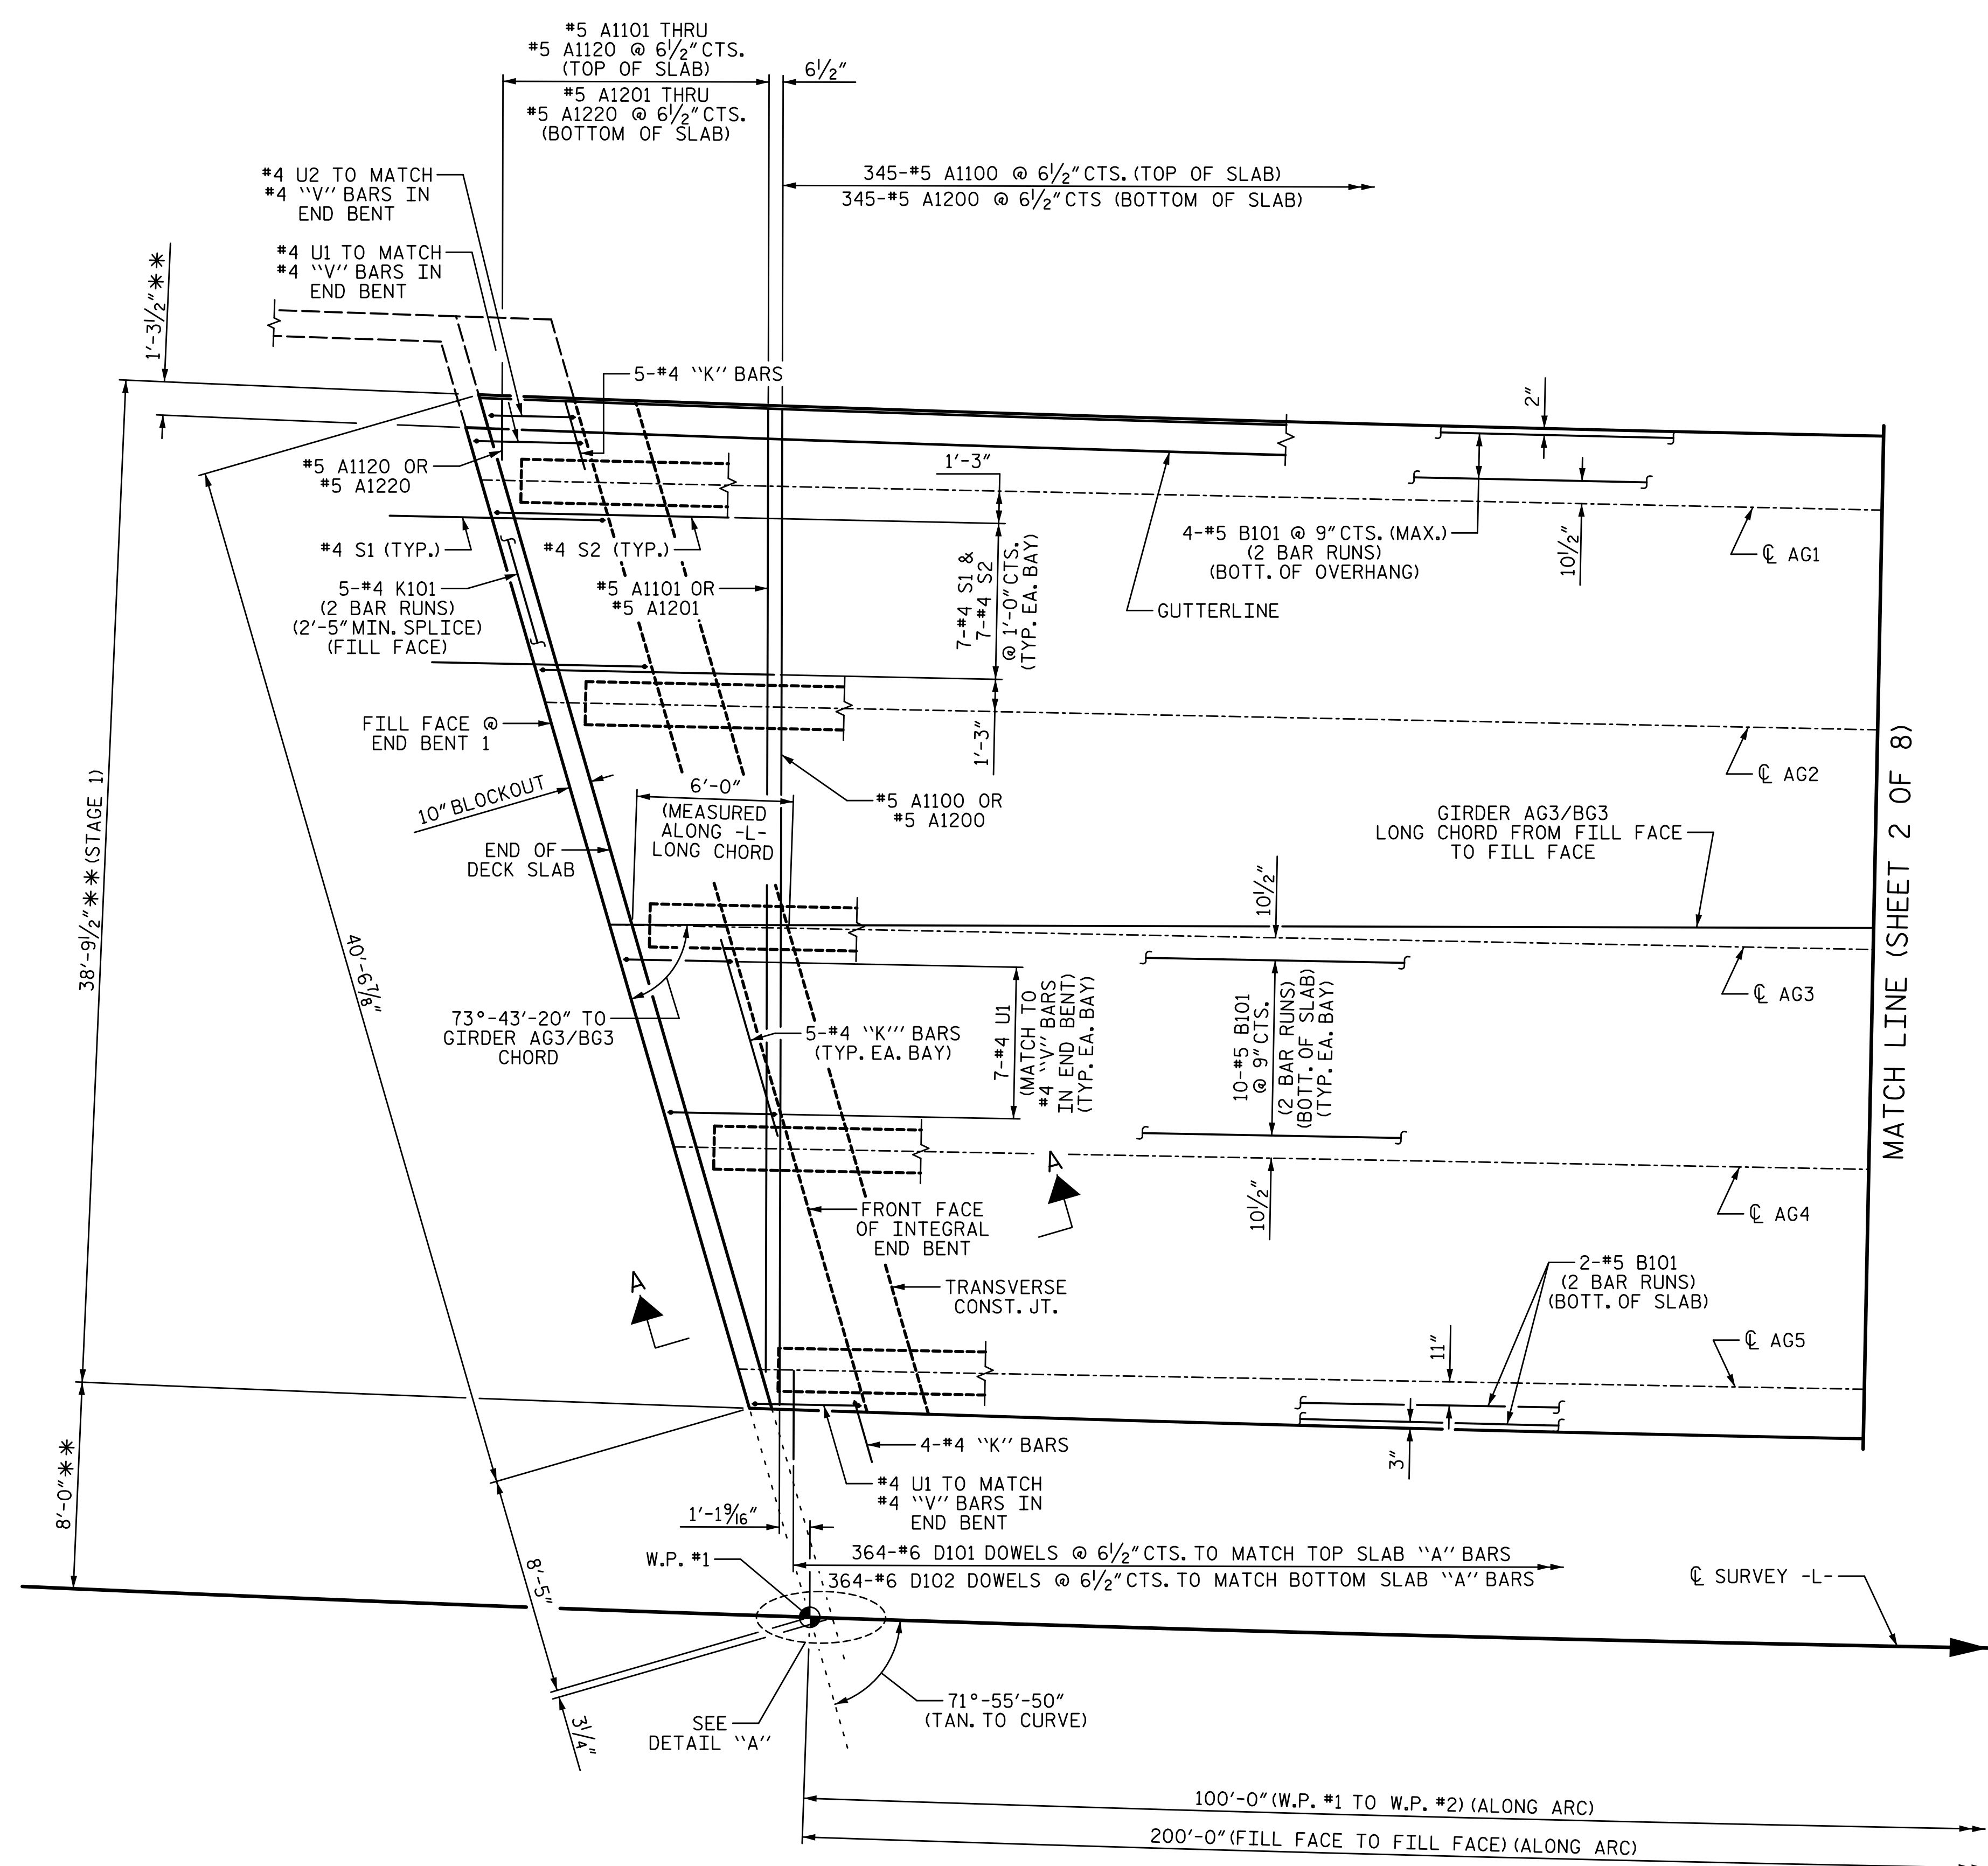 #5 A1101 THRU
#5 A1120 @ 6½" CTS.
(TOP OF SLAB)
#5 A1201 THRU
#5 A1220 @ 6½" CTS.
(BOTTOM OF SLAB)
6½"
345-#5 A1100 @ 6½" CTS. (TOP OF SLAB)
345-#5 A1200 @ 6½" CTS (BOTTOM OF SLAB)
#4 U2 TO MATCH
#4 "V" BARS IN
END BENT
#4 U1 TO MATCH
#4 "V" BARS IN
END BENT
1'-3½"**
5-#4 "K" BARS
2"
#5 A1120 OR
#5 A1220
1'-3"
#4 S1 (TYP.)
#4 S2 (TYP.)
4-#5 B101 @ 9" CTS. (MAX.)
(2 BAR RUNS)
(BOTT. OF OVERHANG)
10½"
℄ AG1
5-#4 K101
(2 BAR RUNS)
(2'-5" MIN. SPLICE)
(FILL FACE)
#5 A1101 OR
#5 A1201
7-#4 S1 &
7-#4 S2
@ 1'-0" CTS.
(TYP. EA. BAY)
GUTTERLINE
FILL FACE @
END BENT 1
1'-3"
℄ AG2
10" BLOCKOUT
6'-0"
(MEASURED
ALONG -L-
LONG CHORD
#5 A1100 OR
#5 A1200
GIRDER AG3/BG3
LONG CHORD FROM FILL FACE
TO FILL FACE
MATCH LINE (SHEET 2 OF 8)
END OF
DECK SLAB
38'-9½"** (STAGE 1)
40'-6⅞"
10½"
℄ AG3
73°-43'-20" TO
GIRDER AG3/BG3
CHORD
5-#4 "K" BARS
(TYP. EA. BAY)
7-#4 U1
(MATCH TO
#4 "V" BARS
IN END BENT)
(TYP. EA. BAY)
10-#5 B101
@ 9" CTS.
(2 BAR RUNS)
(BOTT. OF SLAB)
(TYP. EA. BAY)
A
10½"
℄ AG4
FRONT FACE
OF INTEGRAL
END BENT
A
TRANSVERSE
CONST. JT.
2-#5 B101
(2 BAR RUNS)
(BOTT. OF SLAB)
11"
℄ AG5
4-#4 "K" BARS
3"
#4 U1 TO MATCH
#4 "V" BARS IN
END BENT
8'-0"**
1'-1 9/16"
W.P. #1
364-#6 D101 DOWELS @ 6½" CTS. TO MATCH TOP SLAB "A" BARS
364-#6 D102 DOWELS @ 6½" CTS. TO MATCH BOTTOM SLAB "A" BARS
℄ SURVEY -L-
8'-5"
71°-55'-50"
(TAN. TO CURVE)
SEE
DETAIL "A"
3¼"
100'-0" (W.P. #1 TO W.P. #2) (ALONG ARC)
200'-0" (FILL FACE TO FILL FACE) (ALONG ARC)